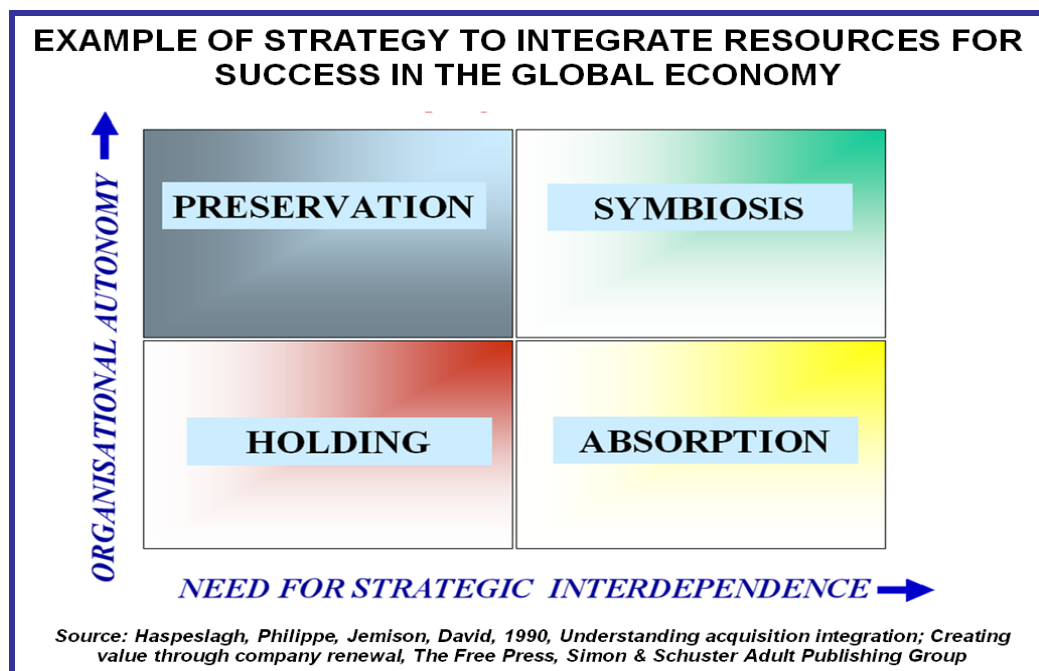 EXAMPLE OF STRATEGY TO INTEGRATE RESOURCES FOR
SUCCESS IN THE GLOBAL ECONOMY
ORGANISATIONAL AUTONOMY
PRESERVATION
SYMBIOSIS
HOLDING
ABSORPTION
NEED FOR STRATEGIC INTERDEPENDENCE
Source: Haspeslagh, Philippe, Jemison, David, 1990, Understanding acquisition integration; Creating
value through company renewal, The Free Press, Simon & Schuster Adult Publishing Group